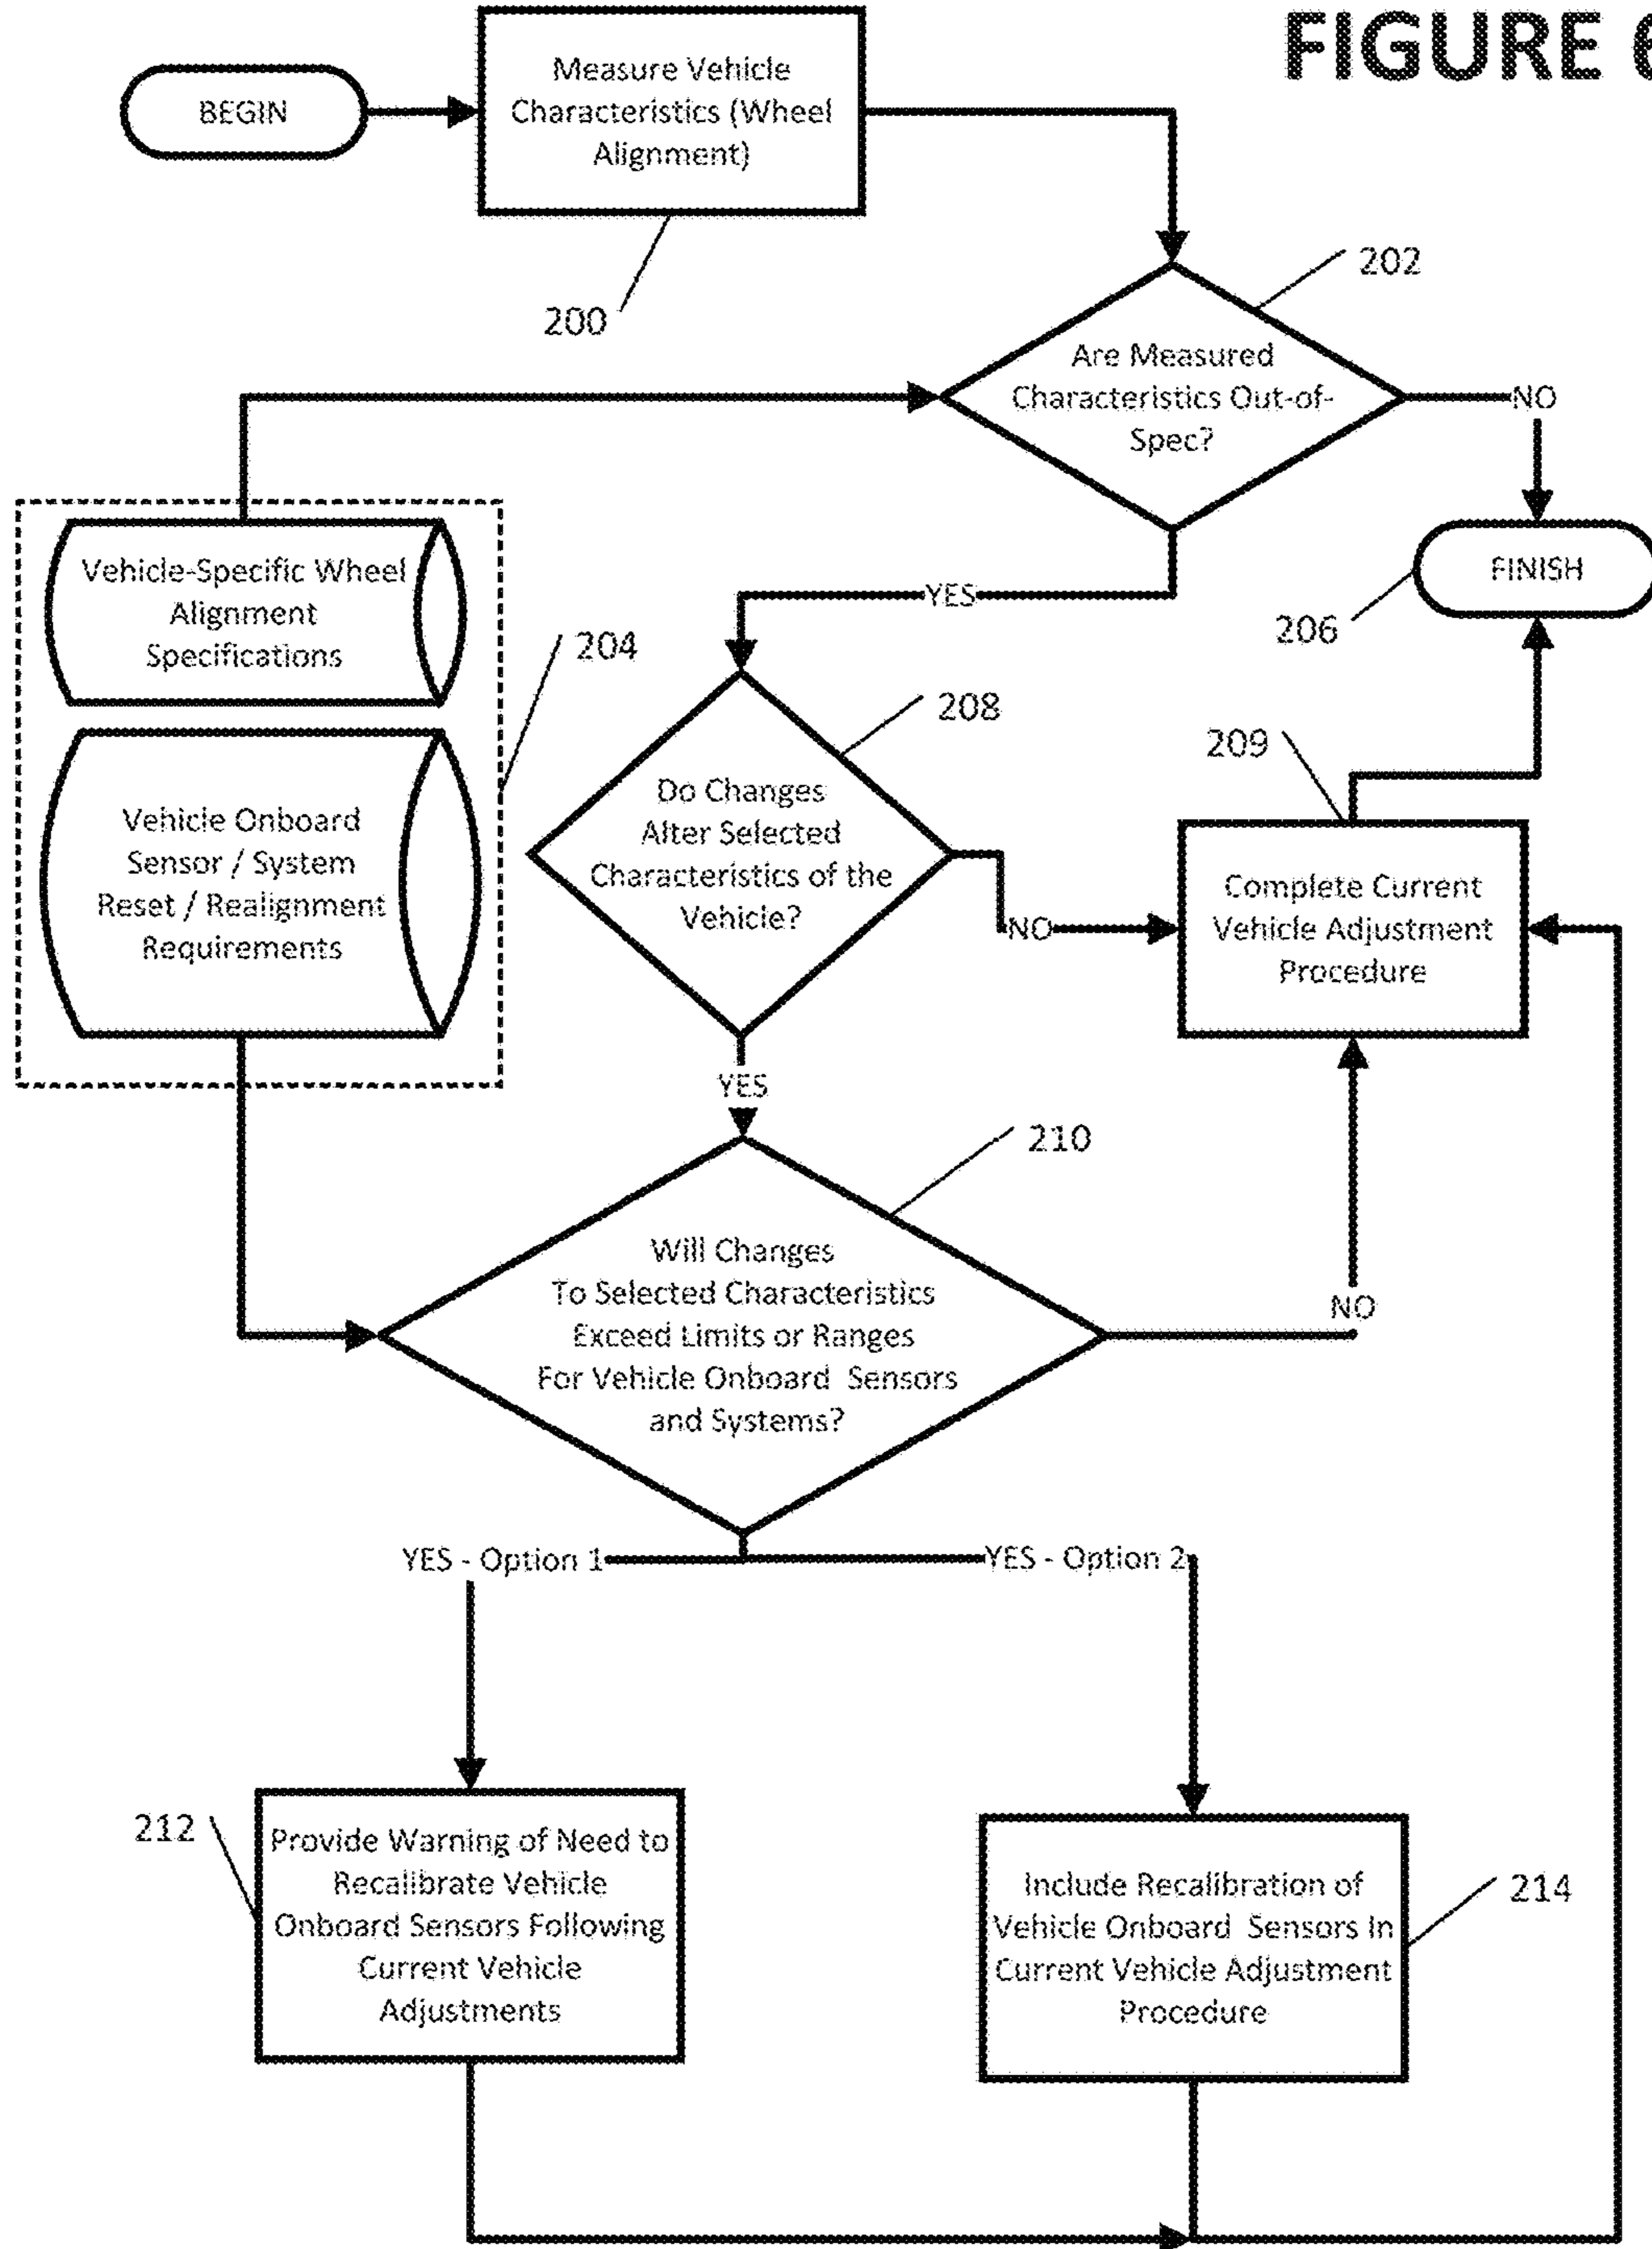 FIGURE 6
BEGIN
Measure Vehicle
Characteristics (Wheel
Alignment)
200
202
Are Measured
Characteristics Out-of-
Spec?
NO
Vehicle-Specific Wheel
Alignment
Specifications
204
FINISH
206
YES
208
209
Do Changes
Alter Selected
Characteristics of the
Vehicle?
NO
Vehicle Onboard
Sensor / System
Reset / Realignment
Requirements
Complete Current
Vehicle Adjustment
Procedure
YES
210
Will Changes
To Selected Characteristics
Exceed Limits or Ranges
For Vehicle Onboard Sensors
and Systems?
NO
YES - Option 1
YES - Option 2
212
Provide Warning of Need to
Recalibrate Vehicle
Onboard Sensors Following
Current Vehicle
Adjustments
Include Recalibration of
Vehicle Onboard Sensors In
Current Vehicle Adjustment
Procedure
214